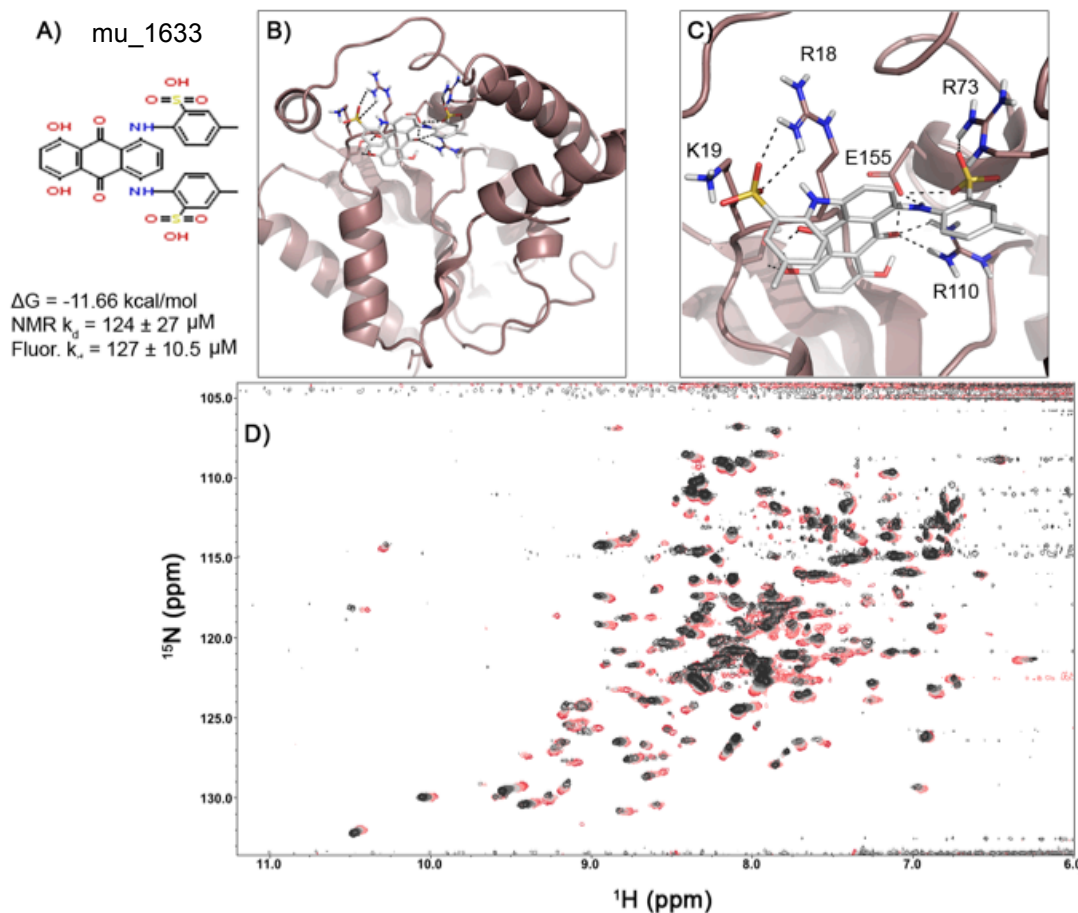 A) mu_1633
OH
O S O
OH O NH
OH O NH
O S O
OH
ΔG = -11.66 kcal/mol
NMR k_d = 124 ± 27 μM
Fluor. k_d = 127 ± 10.5 μM
B)
C)
R18
R73
K19
E155
R110
D)
105.0
110.0
115.0
120.0
125.0
130.0
¹⁵N (ppm)
11.0 10.0 9.0 8.0 7.0 6.0
¹H (ppm)